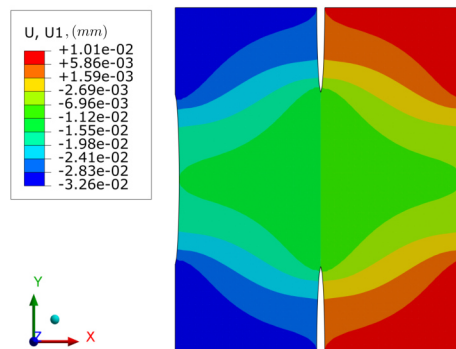 U, U1, (mm)
+1.01e-02
+5.86e-03
+1.59e-03
-2.69e-03
-6.96e-03
-1.12e-02
-1.55e-02
-1.98e-02
-2.41e-02
-2.83e-02
-3.26e-02
Y
Z
X